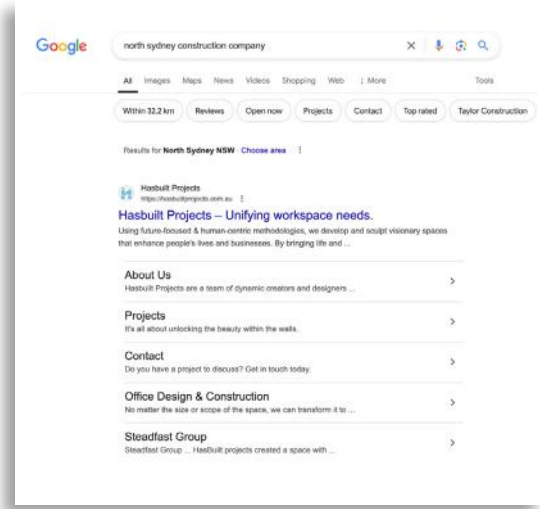 Google
north sydney construction company
All Images Maps News Videos Shopping Web More Tools
Within 32.2 km Reviews Open now Projects Contact Top rated Taylor Construction
Results for North Sydney NSW · Choose area
Hasbuilt Projects
https://hasbuiltprojects.com.au
Hasbuilt Projects – Unifying workspace needs.
Using future-focused & human-centric methodologies, we develop and sculpt visionary spaces
that enhance people's lives and businesses. By bringing life and ...
About Us
Hasbuilt Projects are a team of dynamic creators and designers ...
Projects
It's all about unlocking the beauty within the walls.
Contact
Do you have a project to discuss? Get in touch today.
Office Design & Construction
No matter the size or scope of the space, we can transform it to ...
Steadfast Group
Steadfast Group ... HasBuilt projects created a space with ...